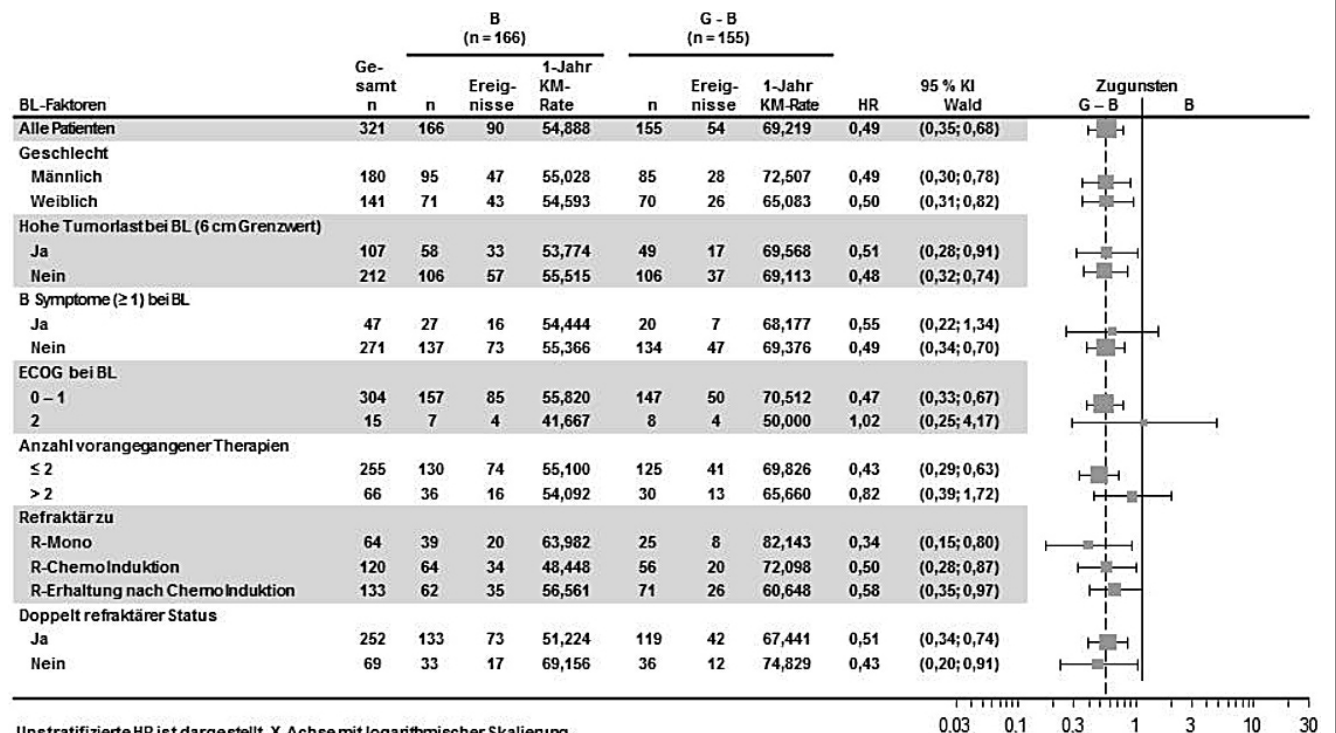 B G - B
(n = 166) (n = 155)
Ge- 1-Jahr
samt Ereig- KM- Ereig- 1-Jahr 95 % KI Zugunsten
BL-Faktoren n n nisse Rate n nisse KM-Rate HR Wald G – B B
Alle Patienten 321 166 90 54,888 155 54 69,219 0,49 (0,35; 0,68)
Geschlecht
Männlich 180 95 47 55,028 85 28 72,507 0,49 (0,30; 0,78)
Weiblich 141 71 43 54,593 70 26 65,083 0,50 (0,31; 0,82)
Hohe Tumorlast bei BL (6 cm Grenzwert)
Ja 107 58 33 53,774 49 17 69,568 0,51 (0,28; 0,91)
Nein 212 106 57 55,515 106 37 69,113 0,48 (0,32; 0,74)
B Symptome (≥ 1) bei BL
Ja 47 27 16 54,444 20 7 68,177 0,55 (0,22; 1,34)
Nein 271 137 73 55,366 134 47 69,376 0,49 (0,34; 0,70)
ECOG bei BL
0 – 1 304 157 85 55,820 147 50 70,512 0,47 (0,33; 0,67)
2 15 7 4 41,667 8 4 50,000 1,02 (0,25; 4,17)
Anzahl vorangegangener Therapien
≤ 2 255 130 74 55,100 125 41 69,826 0,43 (0,29; 0,63)
> 2 66 36 16 54,092 30 13 65,660 0,82 (0,39; 1,72)
Refraktär zu
R-Mono 64 39 20 63,982 25 8 82,143 0,34 (0,15; 0,80)
R-Chemo Induktion 120 64 34 48,448 56 20 72,098 0,50 (0,28; 0,87)
R-Erhaltung nach Chemo Induktion 133 62 35 56,561 71 26 60,648 0,58 (0,35; 0,97)
Doppelt refraktärer Status
Ja 252 133 73 51,224 119 42 67,441 0,51 (0,34; 0,74)
Nein 69 33 17 69,156 36 12 74,829 0,43 (0,20; 0,91)
0.03 0.1 0.3 1 3 10 30
Unstratifizierte HR ist dargestellt. X-Achse mit logarithmischer Skalierung